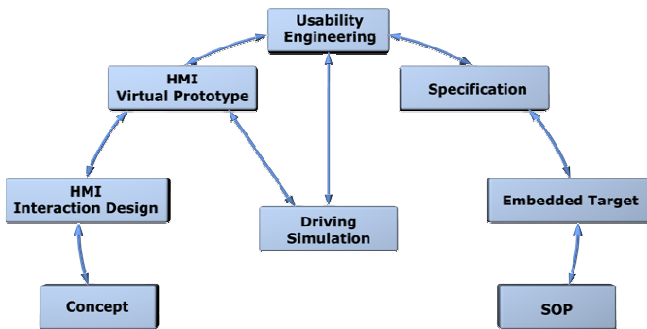 Usability
Engineering
HMI
Virtual Prototype
Specification
HMI
Interaction Design
Driving
Simulation
Embedded Target
Concept
SOP